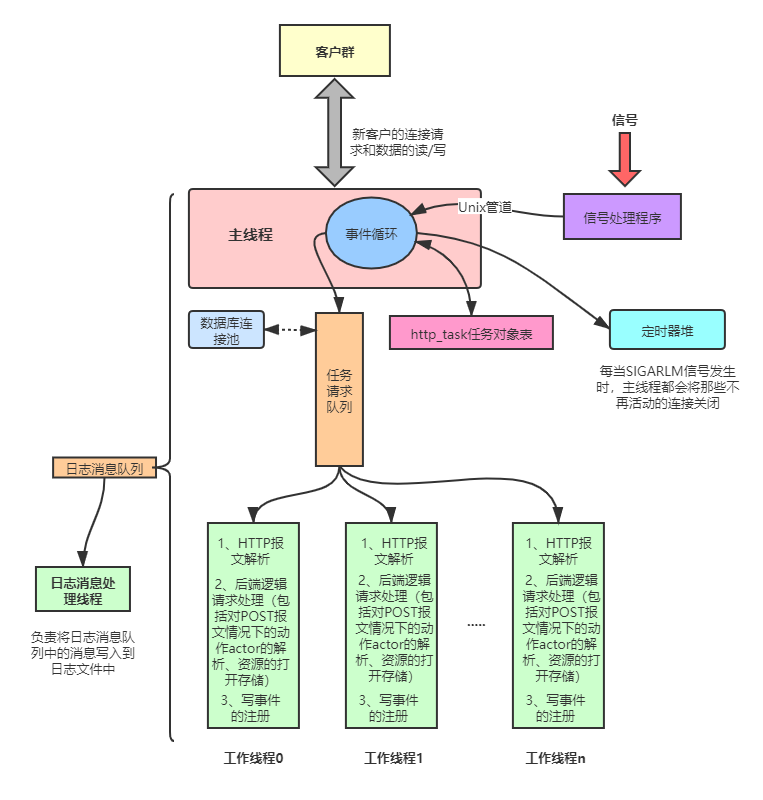 客户群
新客户的连接请
求和数据的读/写
信号
主线程
事件循环
Unix管道
信号处理程序
数据库连
接池
任务
请求
队列
http_task任务对象表
定时器堆
每当SIGARLM信号发生
时，主线程都会将那些不
再活动的连接关闭
日志消息队列
日志消息处
理线程
负责将日志消息队
列中的消息写入到
日志文件中
1、HTTP报
文解析
2、后端逻辑
请求处理（包
括对POST报
文情况下的动
作actor的解
析、资源的打
开存储）
3、写事件
的注册
工作线程0
1、HTTP报
文解析
2、后端逻辑
请求处理（包
括对POST报
文情况下的动
作actor的解
析、资源的打
开存储）
3、写事件
的注册
工作线程1
.....
1、HTTP报
文解析
2、后端逻辑
请求处理（包
括对POST报
文情况下的动
作actor的解
析、资源的打
开存储）
3、写事件
的注册
工作线程n